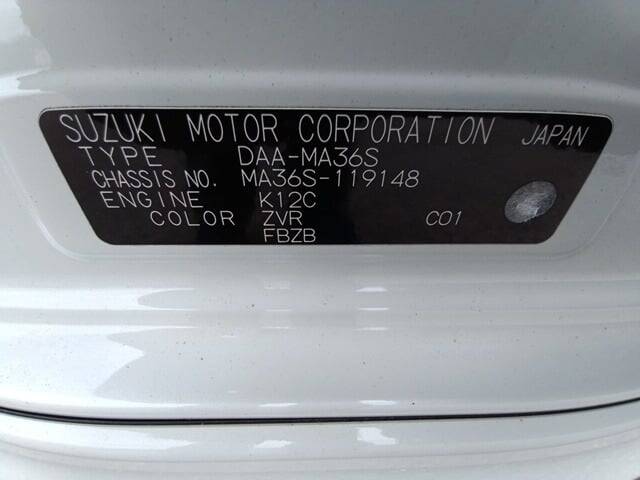 SUZUKI MOTOR CORPORATION JAPAN
TYPE DAA-MA36S
CHASSIS NO. MA36S-119148
ENGINE K12C
COLOR ZVR C01
FBZB